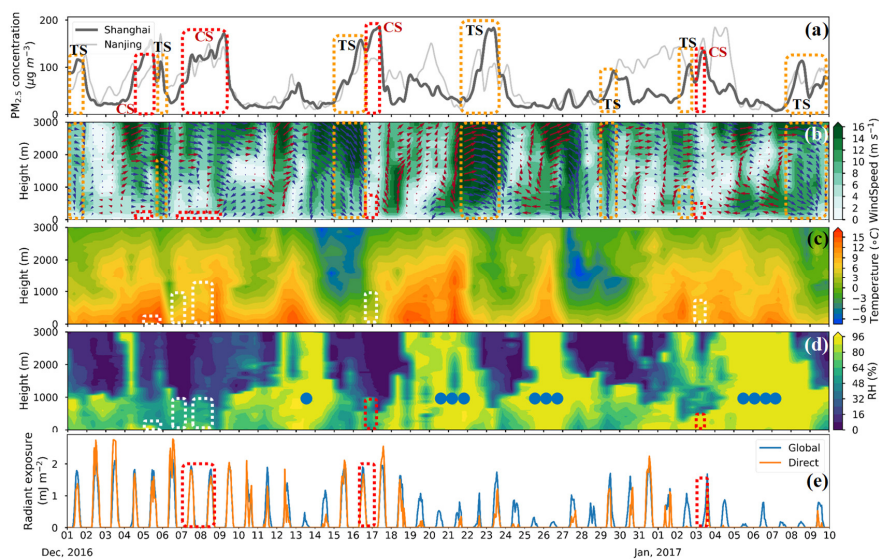 Shanghai
Nanjing
TS
TS
CS
CS
TS
CS
TS
TS
TS
CS
TS
(a)
200
100
0
PM2.5 concentration
(μg m−3)
(b)
3000
2000
1000
0
Height (m)
16
14
12
10
8
6
4
2
0
WindSpeed (m s−1)
(c)
3000
2000
1000
0
Height (m)
15
12
9
6
3
0
−3
−6
−9
Temperature (∘C)
(d)
3000
2000
1000
0
Height (m)
96
84
72
60
48
36
24
12
0
RH (%)
Global
Direct
(e)
2
1
0
Radiant exposure
(mJ m−2)
01 02 03 04 05 06 07 08 09 10 11 12 13 14 15 16 17 18 19 20 21 22 23 24 25 26 27 28 29 30 31 01 02 03 04 05 06 07 08 09 10
Dec, 2016
Jan, 2017